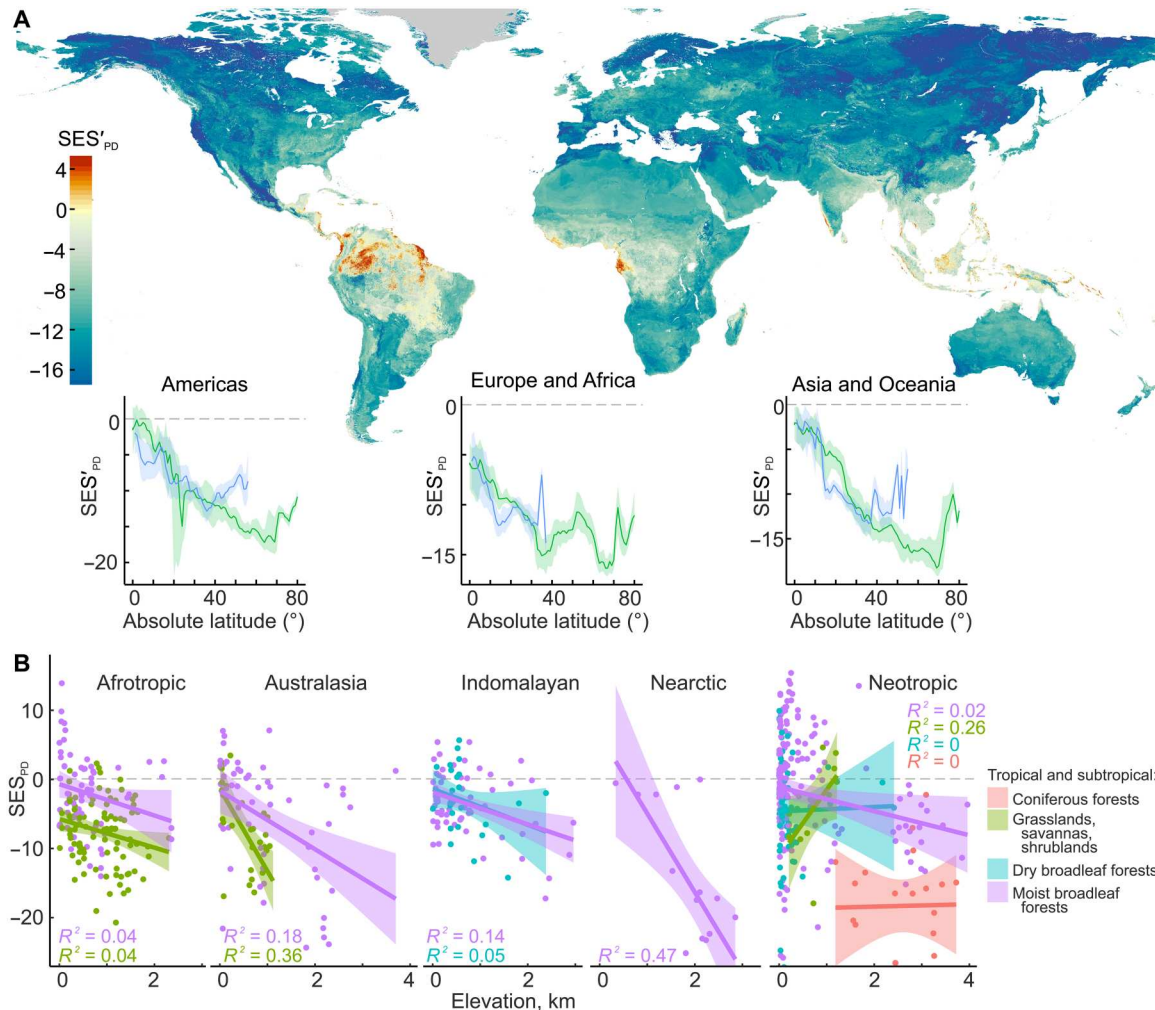 A
SES′PD
4
0
−4
−8
−12
−16
Americas
Europe and Africa
Asia and Oceania
SES′PD
0
−20
0 40 80
Absolute latitude (°)
SES′PD
0
−15
0 40 80
Absolute latitude (°)
SES′PD
0
−15
0 40 80
Absolute latitude (°)
B
Afrotropic
Australasia
Indomalayan
Nearctic
Neotropic
SESPD
10
0
−10
−20
R² = 0.04
R² = 0.04
R² = 0.18
R² = 0.36
R² = 0.14
R² = 0.05
R² = 0.47
R² = 0.02
R² = 0.26
R² = 0
R² = 0
0 2
0 2 4
0 2
0 2
0 2 4
Elevation, km
Tropical and subtropical:
Coniferous forests
Grasslands,
savannas,
shrublands
Dry broadleaf forests
Moist broadleaf
forests